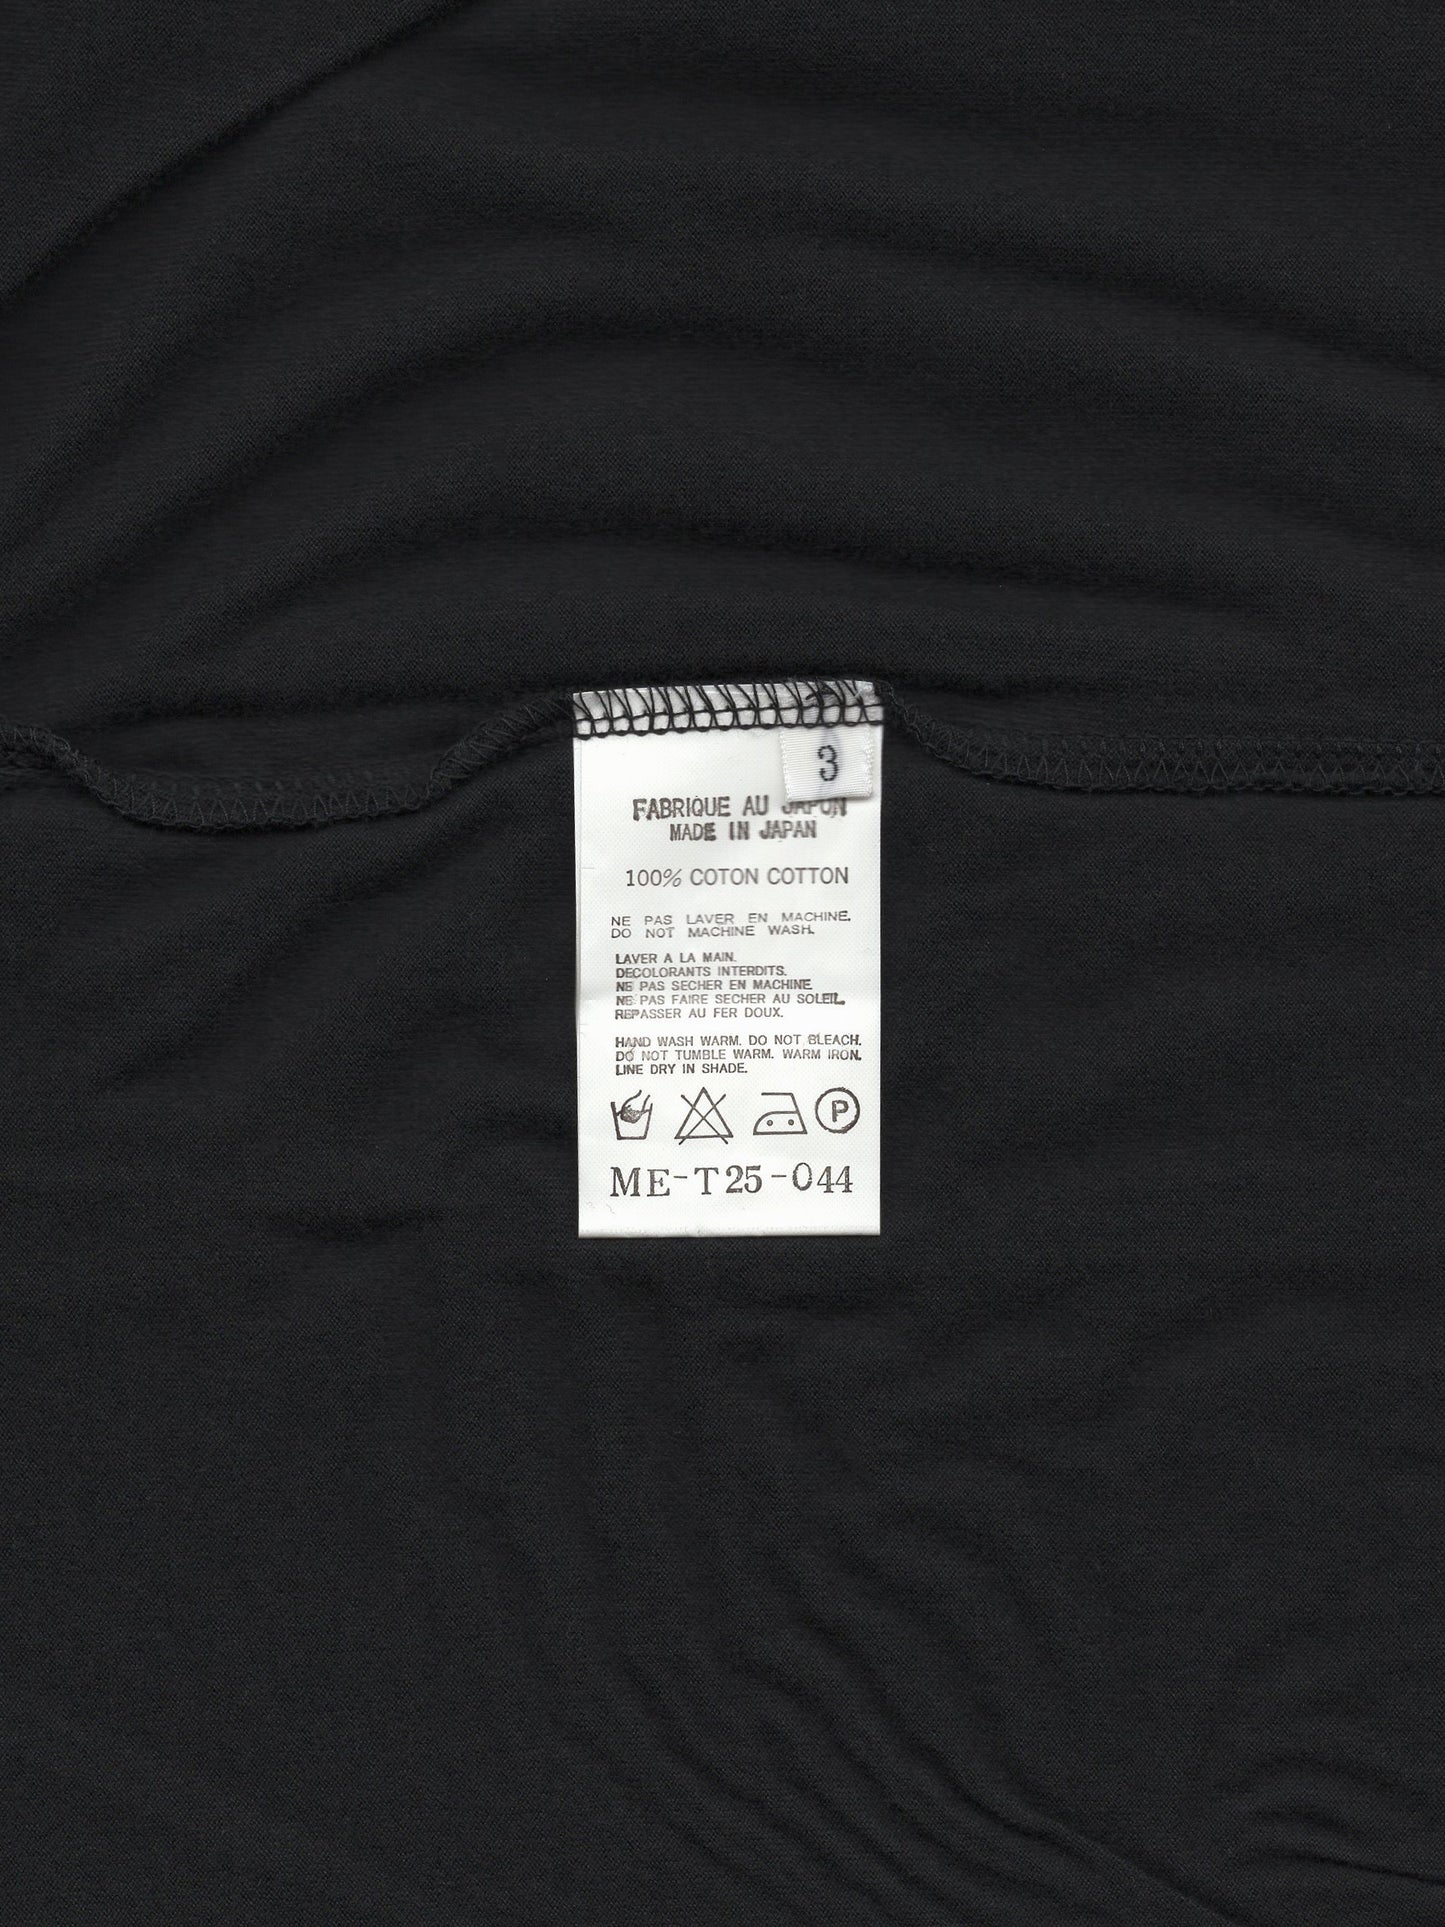 3
FABRIQUE AU JAPON
MADE IN JAPAN
100% COTON COTTON
NE PAS LAVER EN MACHINE.
DO NOT MACHINE WASH.
LAVER A LA MAIN.
DECOLORANTS INTERDITS.
NE PAS SECHER EN MACHINE
NE PAS FAIRE SECHER AU SOLEIL.
REPASSER AU FER DOUX.
HAND WASH WARM. DO NOT BLEACH.
DO NOT TUMBLE WARM. WARM IRON.
LINE DRY IN SHADE.
P
ME-T25-044